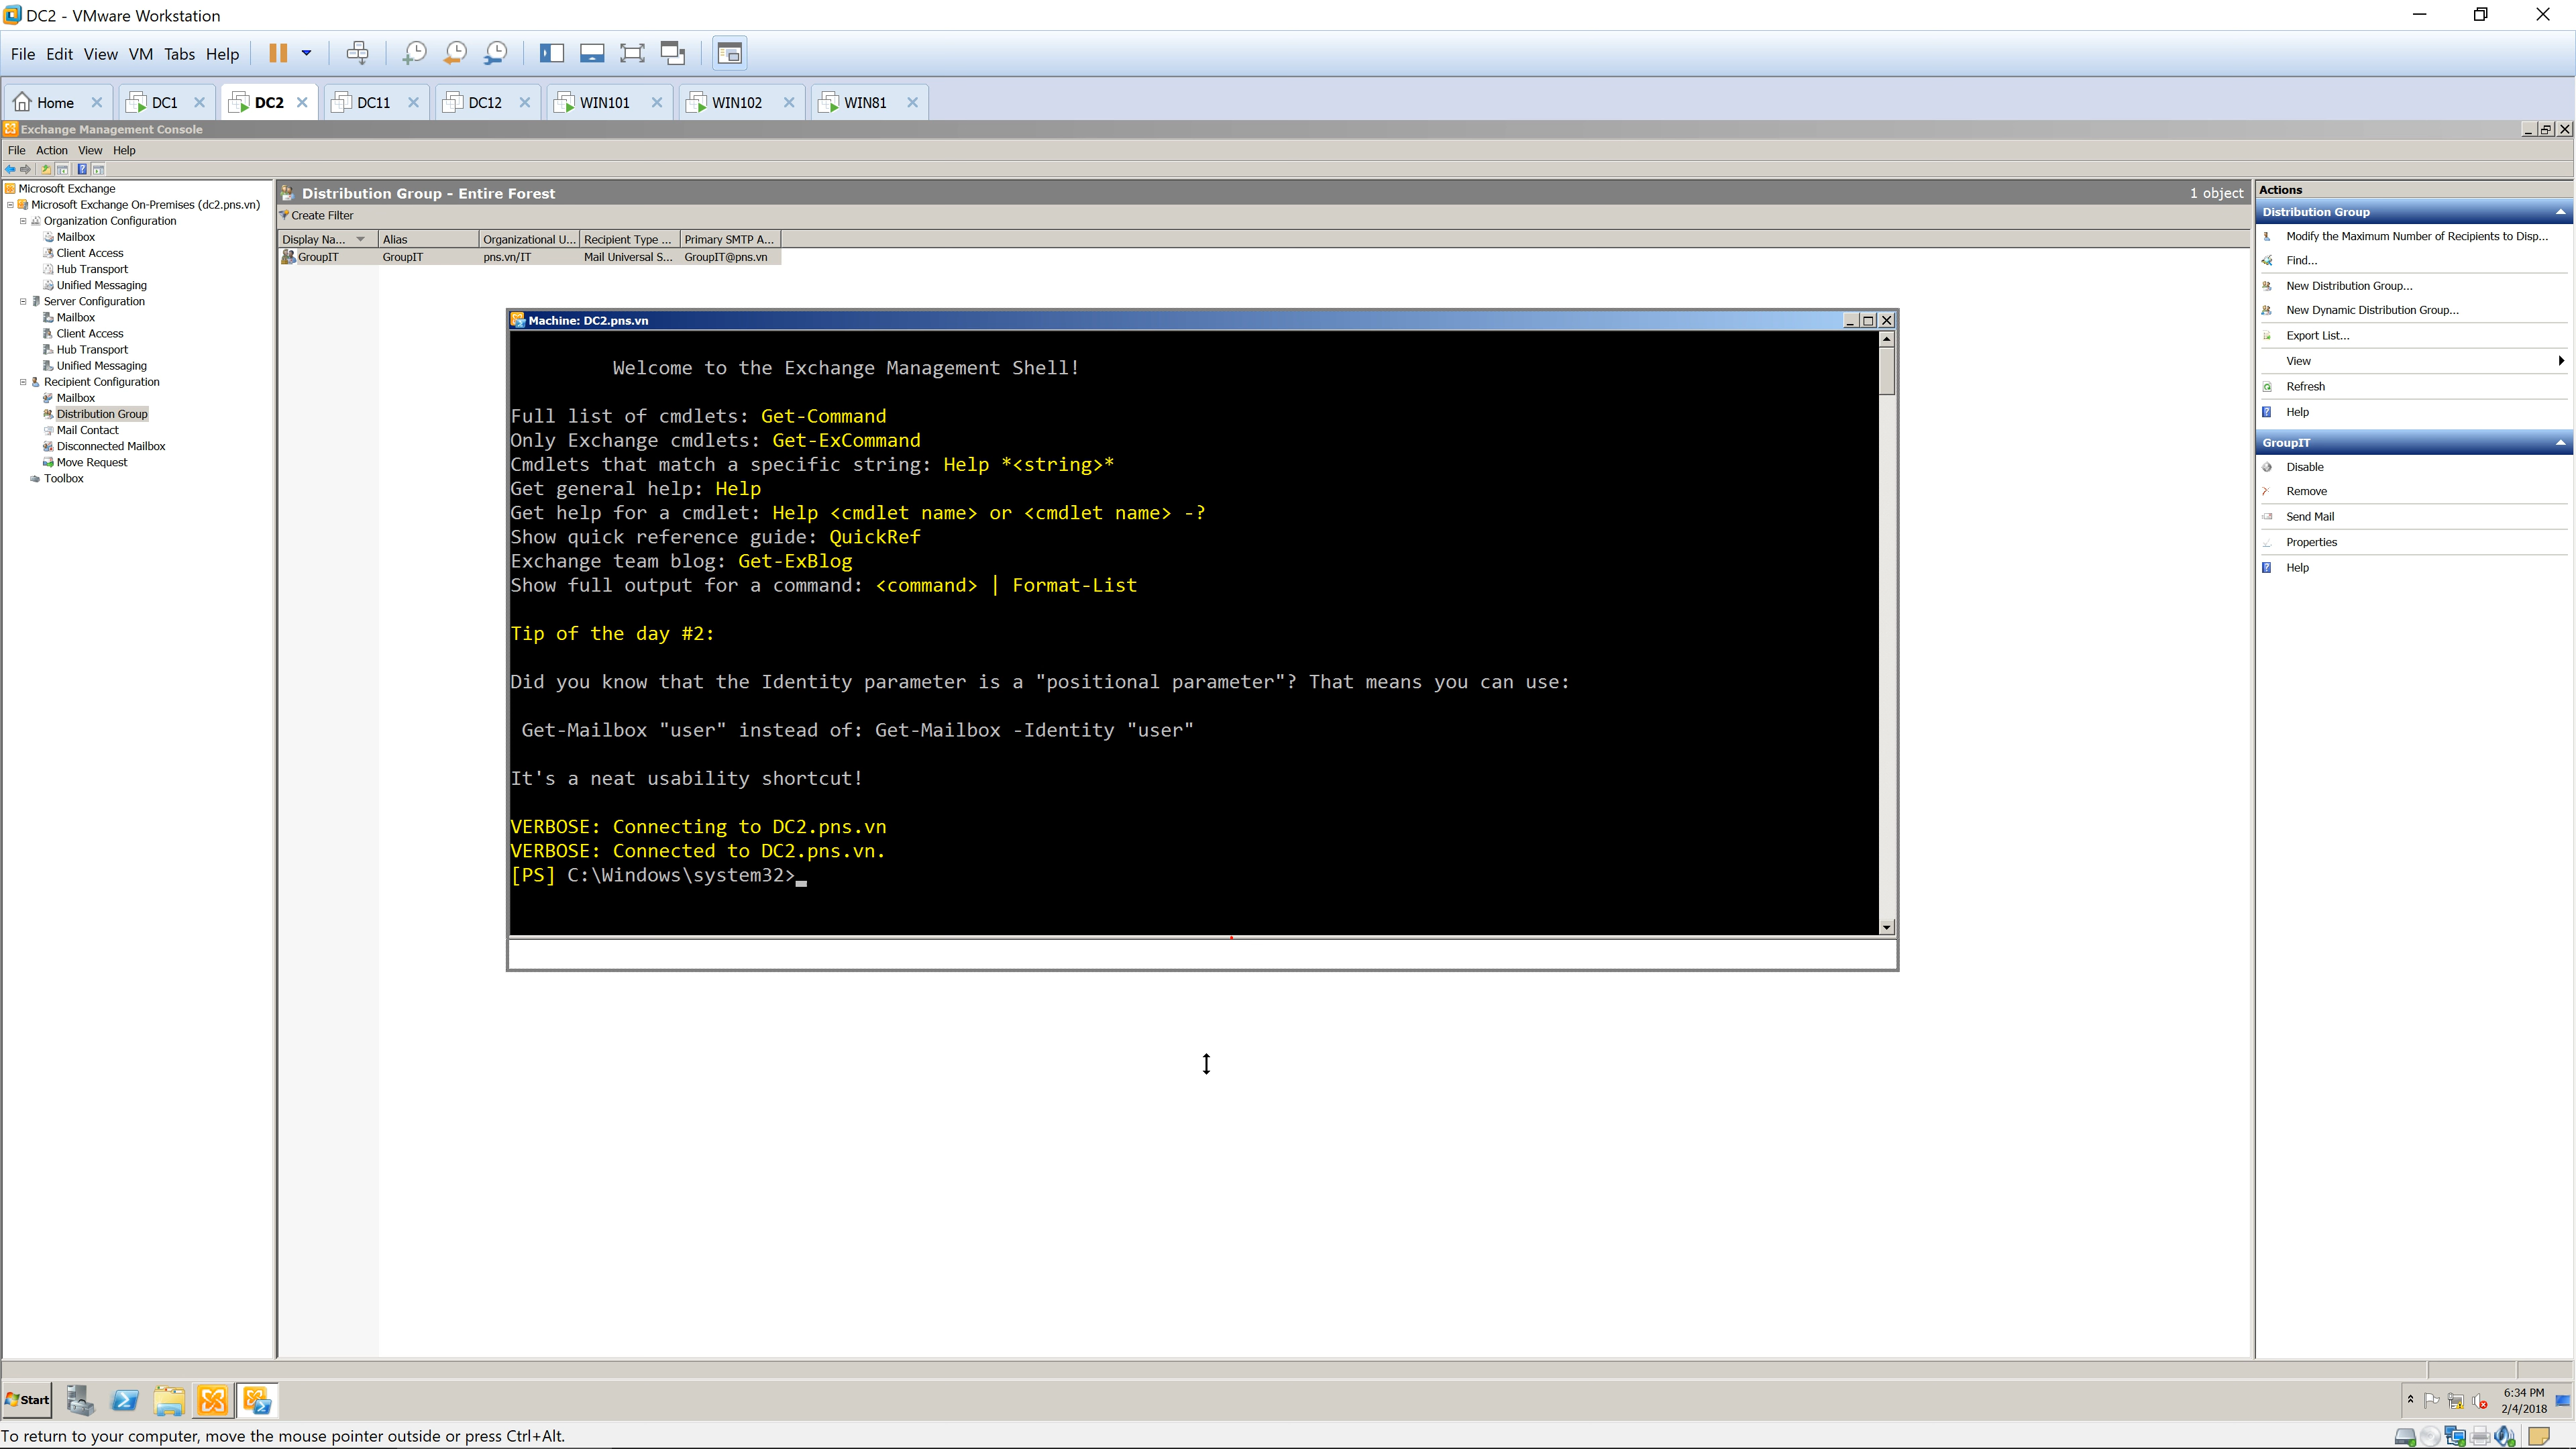 DC2 - VMware Workstation
File Edit View VM Tabs Help
Home DC1 DC2 DC11 DC12 WIN101 WIN102 WIN81
Exchange Management Console
File Action View Help
Microsoft Exchange
Microsoft Exchange On-Premises (dc2.pns.vn)
Organization Configuration
Mailbox
Client Access
Hub Transport
Unified Messaging
Server Configuration
Mailbox
Client Access
Hub Transport
Unified Messaging
Recipient Configuration
Mailbox
Distribution Group
Mail Contact
Disconnected Mailbox
Move Request
Toolbox
Distribution Group - Entire Forest 1 object
Create Filter
Display Na... Alias Organizational U... Recipient Type ... Primary SMTP A...
GroupIT GroupIT pns.vn/IT Mail Universal S... GroupIT@pns.vn
Machine: DC2.pns.vn
Welcome to the Exchange Management Shell!
Full list of cmdlets: Get-Command
Only Exchange cmdlets: Get-ExCommand
Cmdlets that match a specific string: Help *<string>*
Get general help: Help
Get help for a cmdlet: Help <cmdlet name> or <cmdlet name> -?
Show quick reference guide: QuickRef
Exchange team blog: Get-ExBlog
Show full output for a command: <command> | Format-List
Tip of the day #2:
Did you know that the Identity parameter is a "positional parameter"? That means you can use:
Get-Mailbox "user" instead of: Get-Mailbox -Identity "user"
It's a neat usability shortcut!
VERBOSE: Connecting to DC2.pns.vn
VERBOSE: Connected to DC2.pns.vn.
[PS] C:\Windows\system32>_
Actions
Distribution Group
Modify the Maximum Number of Recipients to Disp...
Find...
New Distribution Group...
New Dynamic Distribution Group...
Export List...
View
Refresh
Help
GroupIT
Disable
Remove
Send Mail
Properties
Help
Start
6:34 PM
2/4/2018
To return to your computer, move the mouse pointer outside or press Ctrl+Alt.